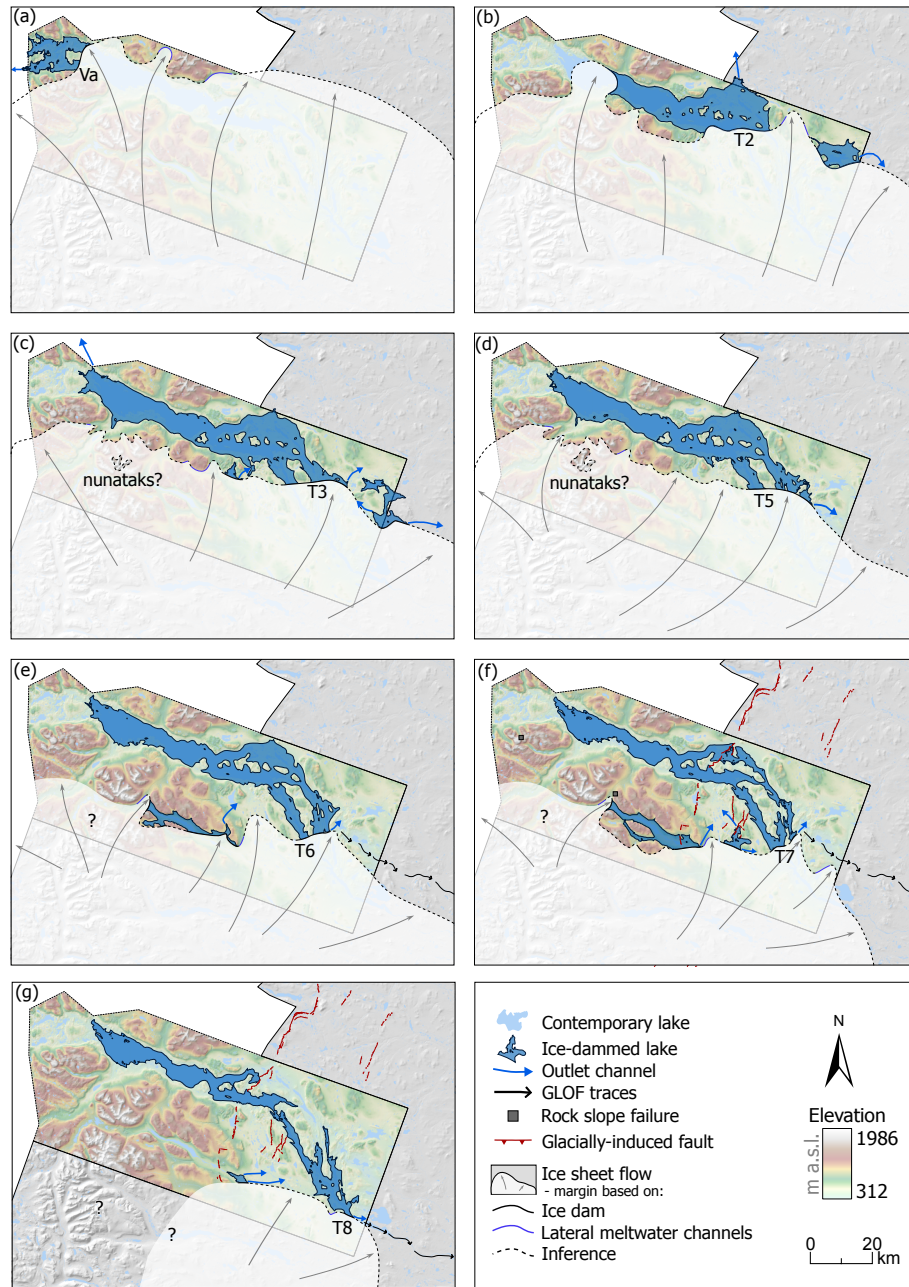 (a)
Va
(b)
T2
(c)
nunataks?
T3
(d)
nunataks?
T5
(e)
?
T6
(f)
?
T7
(g)
?
?
T8
Contemporary lake
Ice-dammed lake
Outlet channel
GLOF traces
Rock slope failure
Glacially-induced fault
Ice sheet flow
- margin based on:
Ice dam
Lateral meltwater channels
Inference
N
Elevation
m a.s.l.
1986
312
0 20
km